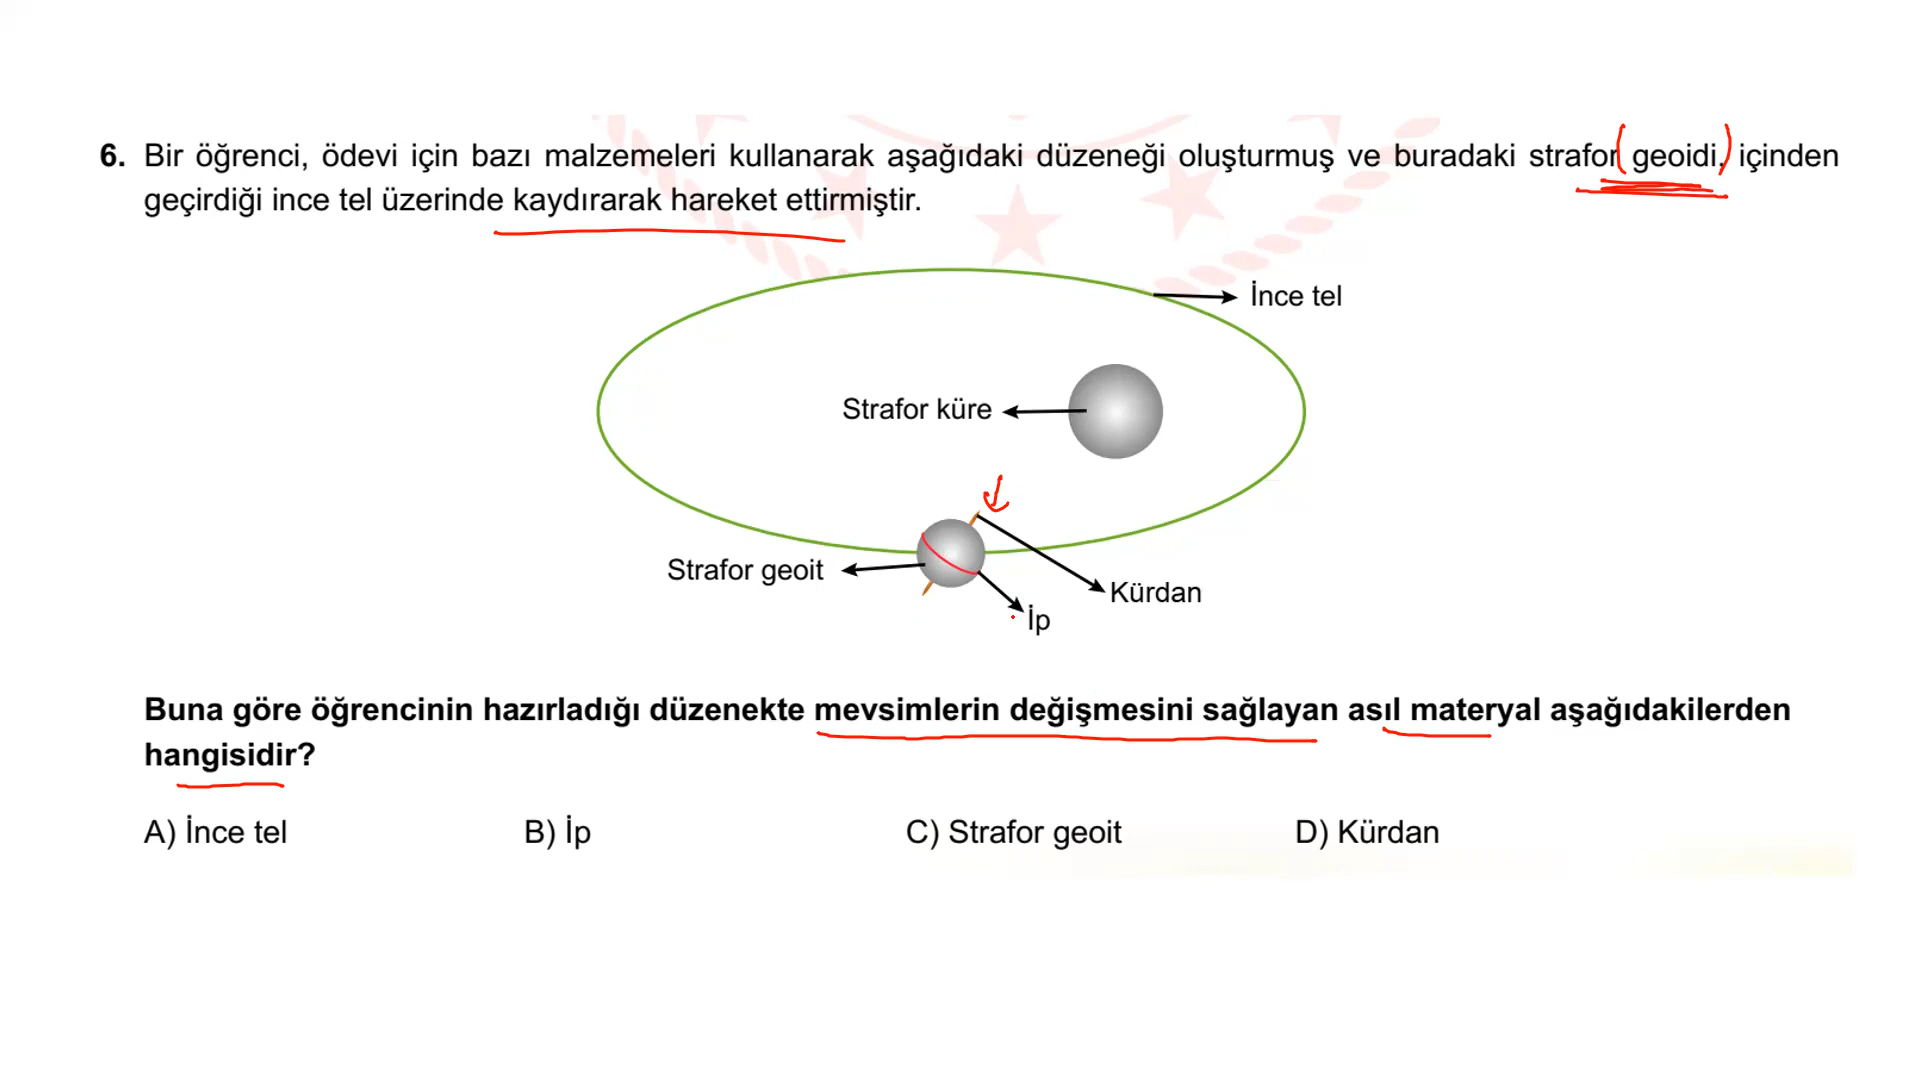 6. Bir öğrenci, ödevi için bazı malzemeleri kullanarak aşağıdaki düzeneği oluşturmuş ve buradaki strafor geoidi, içinden
geçirdiği ince tel üzerinde kaydırarak hareket ettirmiştir.
İnce tel
Strafor küre
Strafor geoit
Kürdan
İp
Buna göre öğrencinin hazırladığı düzenekte mevsimlerin değişmesini sağlayan asıl materyal aşağıdakilerden
hangisidir?
A) İnce tel B) İp C) Strafor geoit D) Kürdan